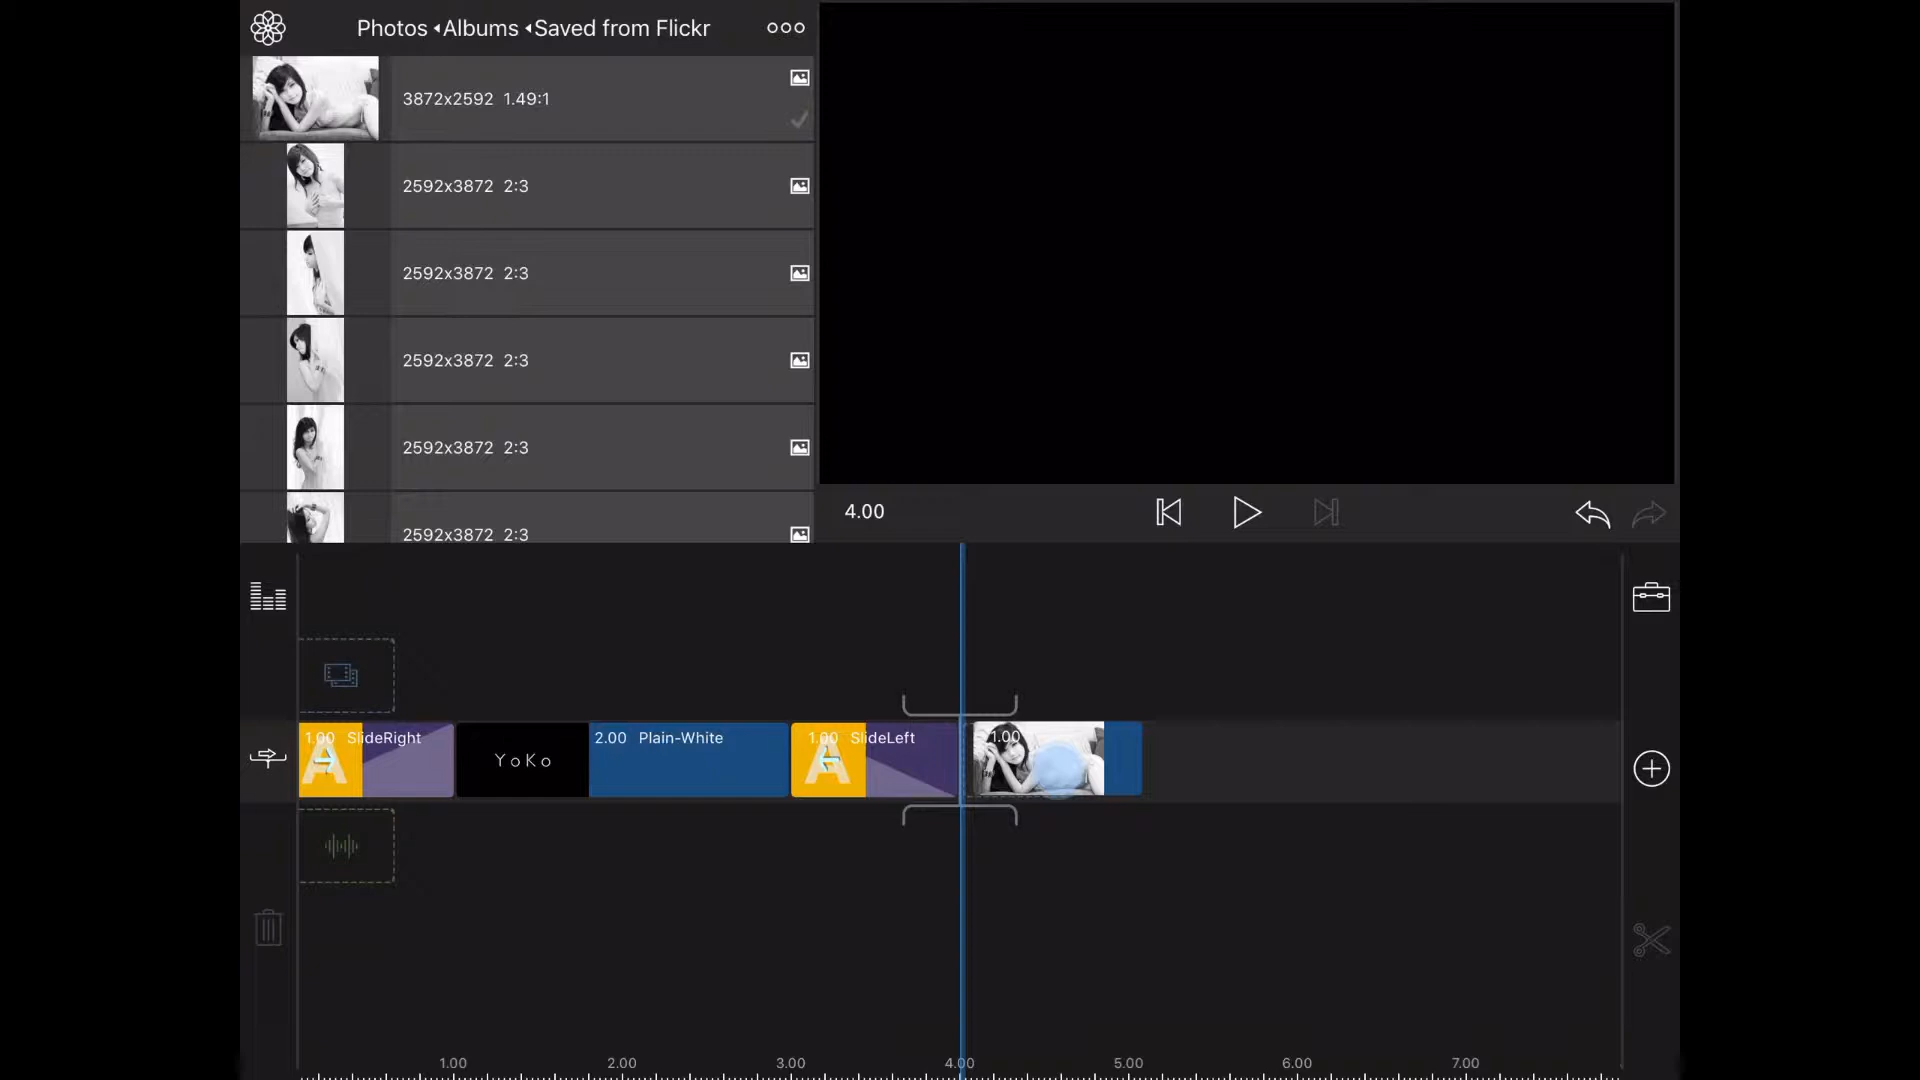 Photos Albums Saved from Flickr
3872x2592 1.49:1
2592x3872 2:3
2592x3872 2:3
2592x3872 2:3
2592x3872 2:3
2592x3872 2:3
4.00
1.00 SlideRight
YoKo
2.00 Plain-White
1.00 SlideLeft
1.00
1.00 2.00 3.00 4.00 5.00 6.00 7.00